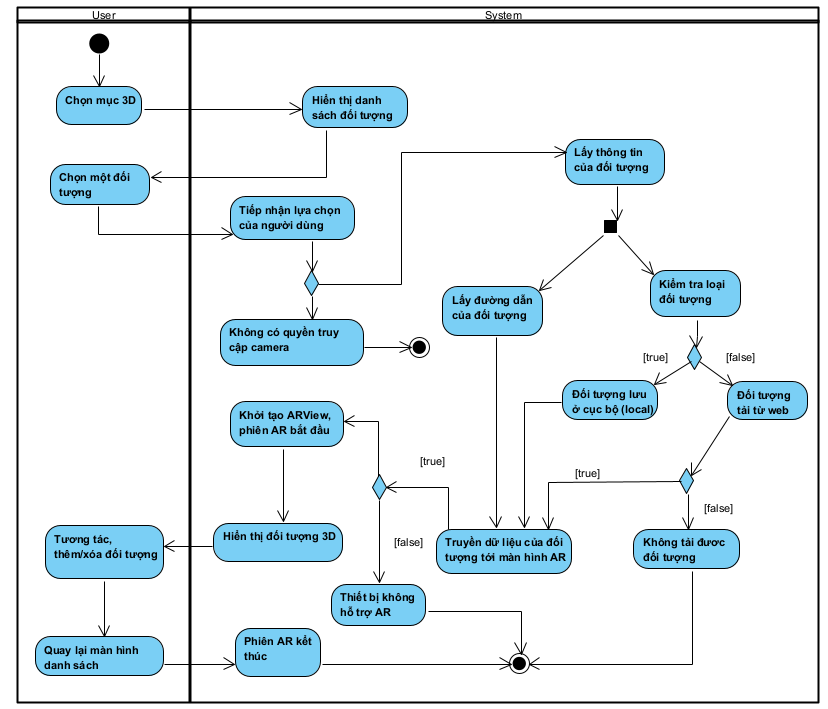 User
System
Chọn mục 3D
Hiển thị danh
sách đối tượng
Lấy thông tin
của đối tượng
Chọn một đối
tượng
Tiếp nhận lựa chọn
của người dùng
Kiểm tra loại
đối tượng
Lấy đường dẫn
của đối tượng
Không có quyền truy
cập camera
[true]
[false]
Đối tượng lưu
ở cục bộ (local)
Đối tượng
tải từ web
Khởi tạo ARView,
phiên AR bắt đầu
[true]
[true]
[false]
Tương tác,
thêm/xóa đối tượng
Hiển thị đối tượng 3D
[false]
Truyền dữ liệu của đối
tượng tới màn hình AR
Không tải đươc
đối tượng
Thiết bị không
hỗ trợ AR
Quay lại màn hình
danh sách
Phiên AR kết
thúc